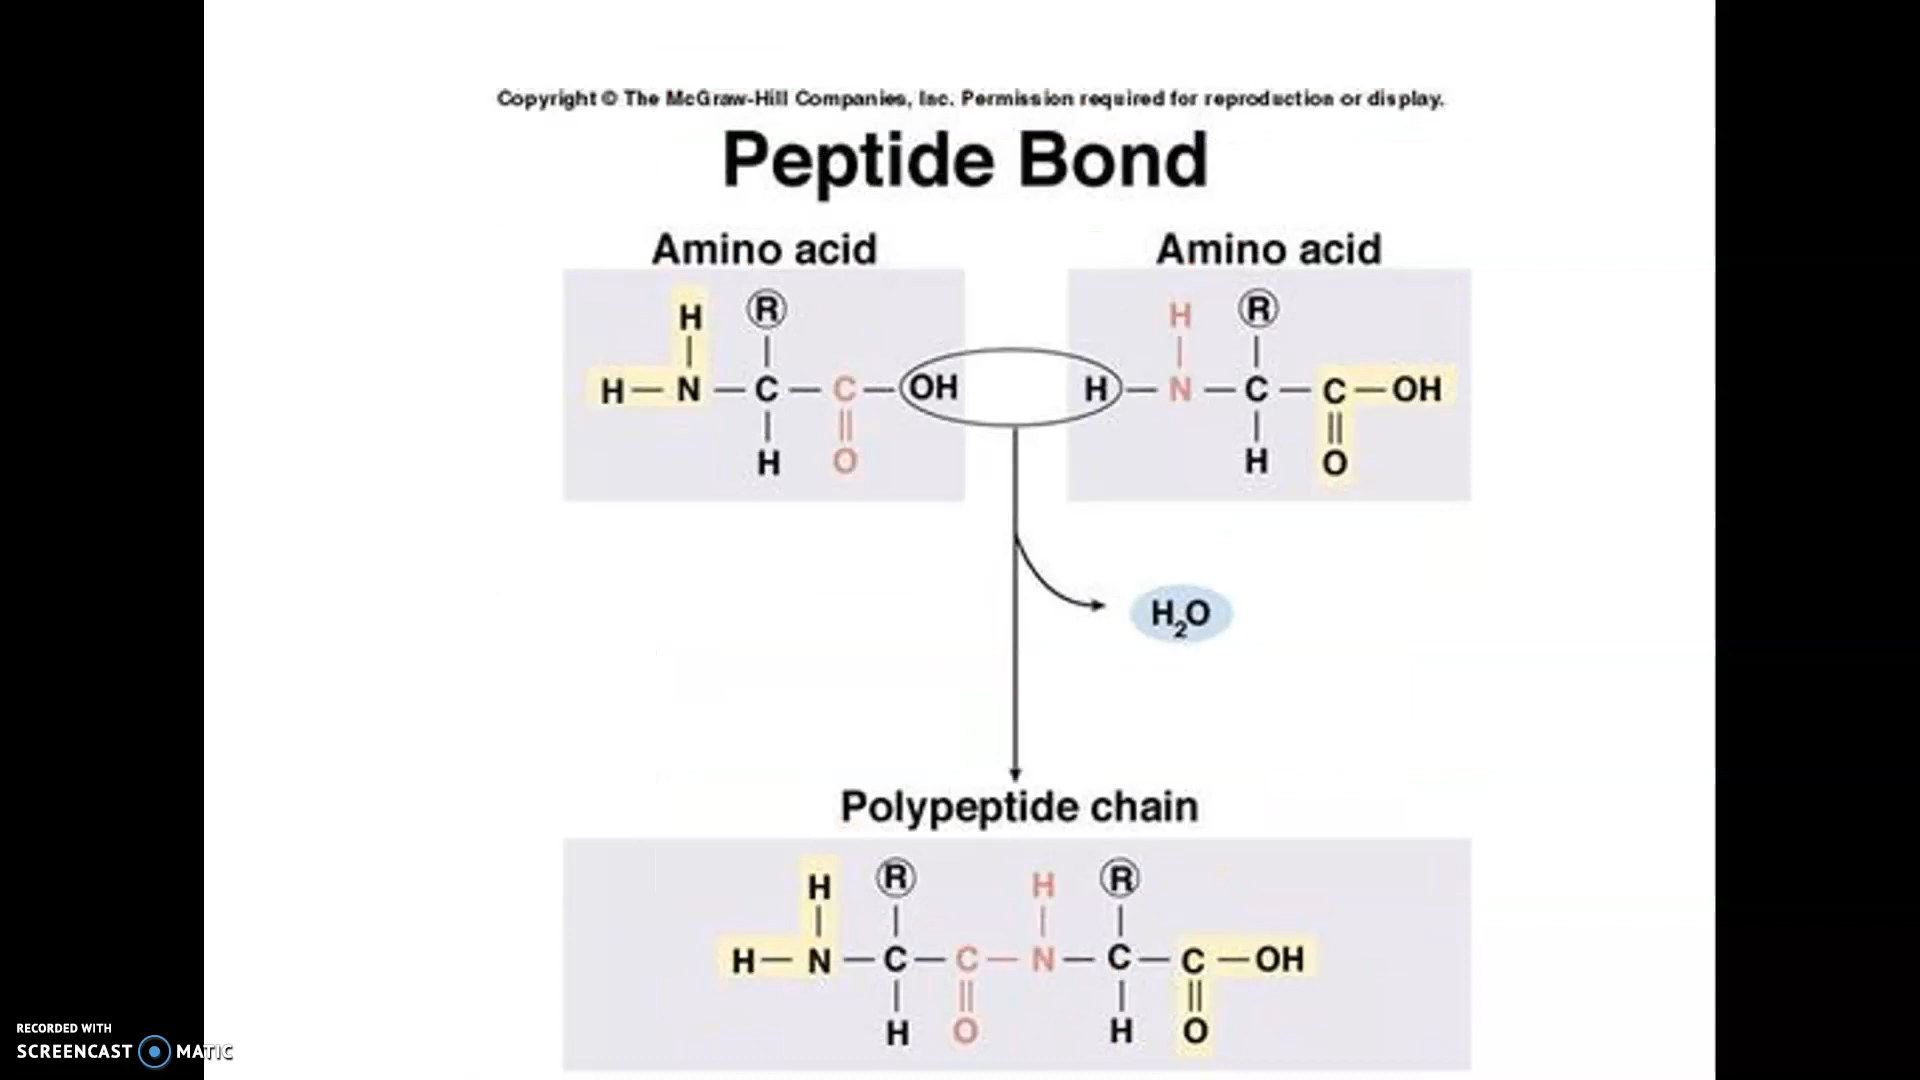 Copyright © The McGraw-Hill Companies, Inc. Permission required for reproduction or display.
Peptide Bond
Amino acid Amino acid
H R H R
H — N — C — C — OH H — N — C — C — OH
H O H O
H₂O
Polypeptide chain
H R H R
H — N — C — C — N — C — C — OH
H O H O
RECORDED WITH
SCREENCAST MATIC